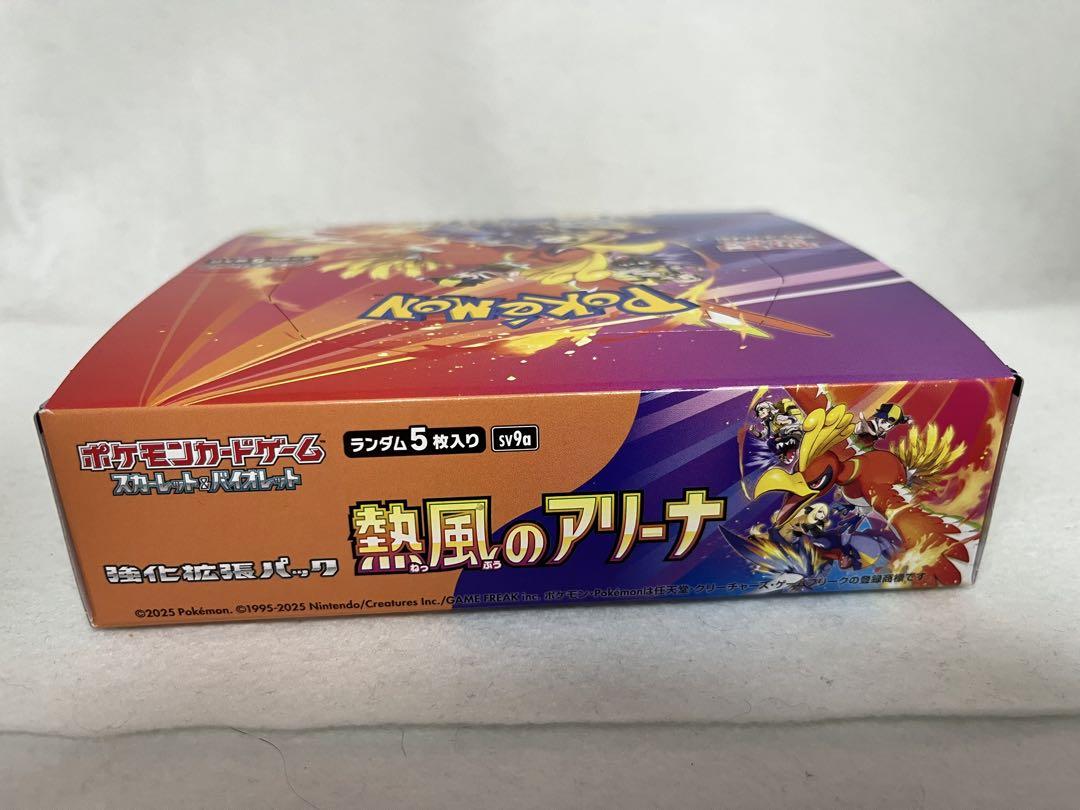 POKéMON
ポケモンカードゲーム
スカーレット&バイオレット
ランダム5枚入り
SV9a
強化拡張パック
熱風のアリーナ
ねっ ぷう
©2025 Pokémon. ©1995-2025 Nintendo/Creatures Inc./GAME FREAK inc. ポケモン・Pokémonは任天堂・クリーチャーズ・ゲームフリークの登録商標です。